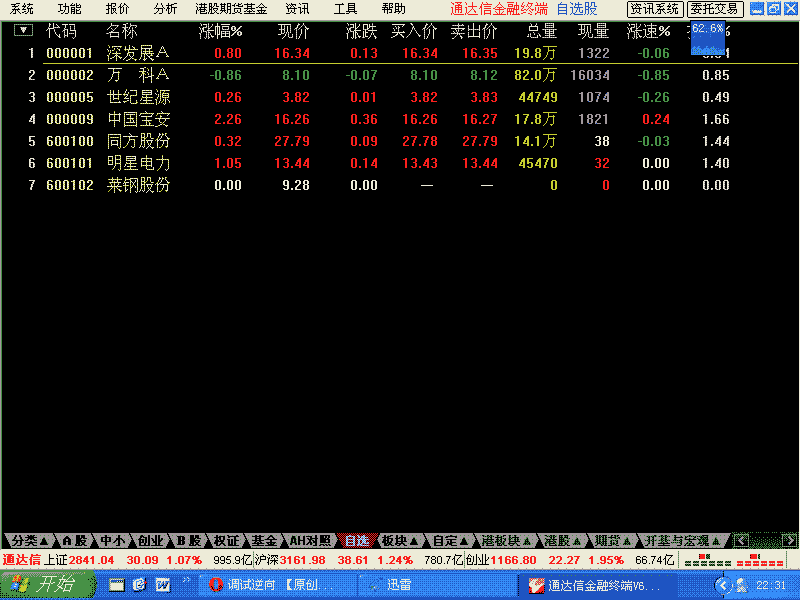 系统 功能 报价 分析 港股期货基金 资讯 工具 帮助 通达信金融终端 自选股 资讯系统 委托交易
代码 名称 涨幅% 现价 涨跌 买入价 卖出价 总量 现量 涨速% 62.6% %
1 000001 深发展A 0.80 16.34 0.13 16.34 16.35 19.8万 1322 -0.06
2 000002 万 科A -0.86 8.10 -0.07 8.10 8.12 82.0万 16034 -0.85 0.85
3 000005 世纪星源 0.26 3.82 0.01 3.82 3.83 44749 1074 -0.26 0.49
4 000009 中国宝安 2.26 16.26 0.36 16.26 16.27 17.8万 1821 0.24 1.66
5 600100 同方股份 0.32 27.79 0.09 27.78 27.79 14.1万 38 -0.03 1.44
6 600101 明星电力 1.05 13.44 0.14 13.43 13.44 45470 32 0.00 1.40
7 600102 莱钢股份 0.00 9.28 0.00 — — 0 0 0.00 0.00
分类▲ A股 中小 创业 B股 权证 基金 AH对照 自选 板块▲ 自定▲ 港板块▲ 港股▲ 期货▲ 开基与宏观▲
通达信 上证2841.04 30.09 1.07% 995.9亿 沪深3161.98 38.61 1.24% 780.7亿 创业1166.80 22.27 1.95% 66.74亿
开始 调试逆向 【原创... 迅雷 通达信金融终端V6... 22:31